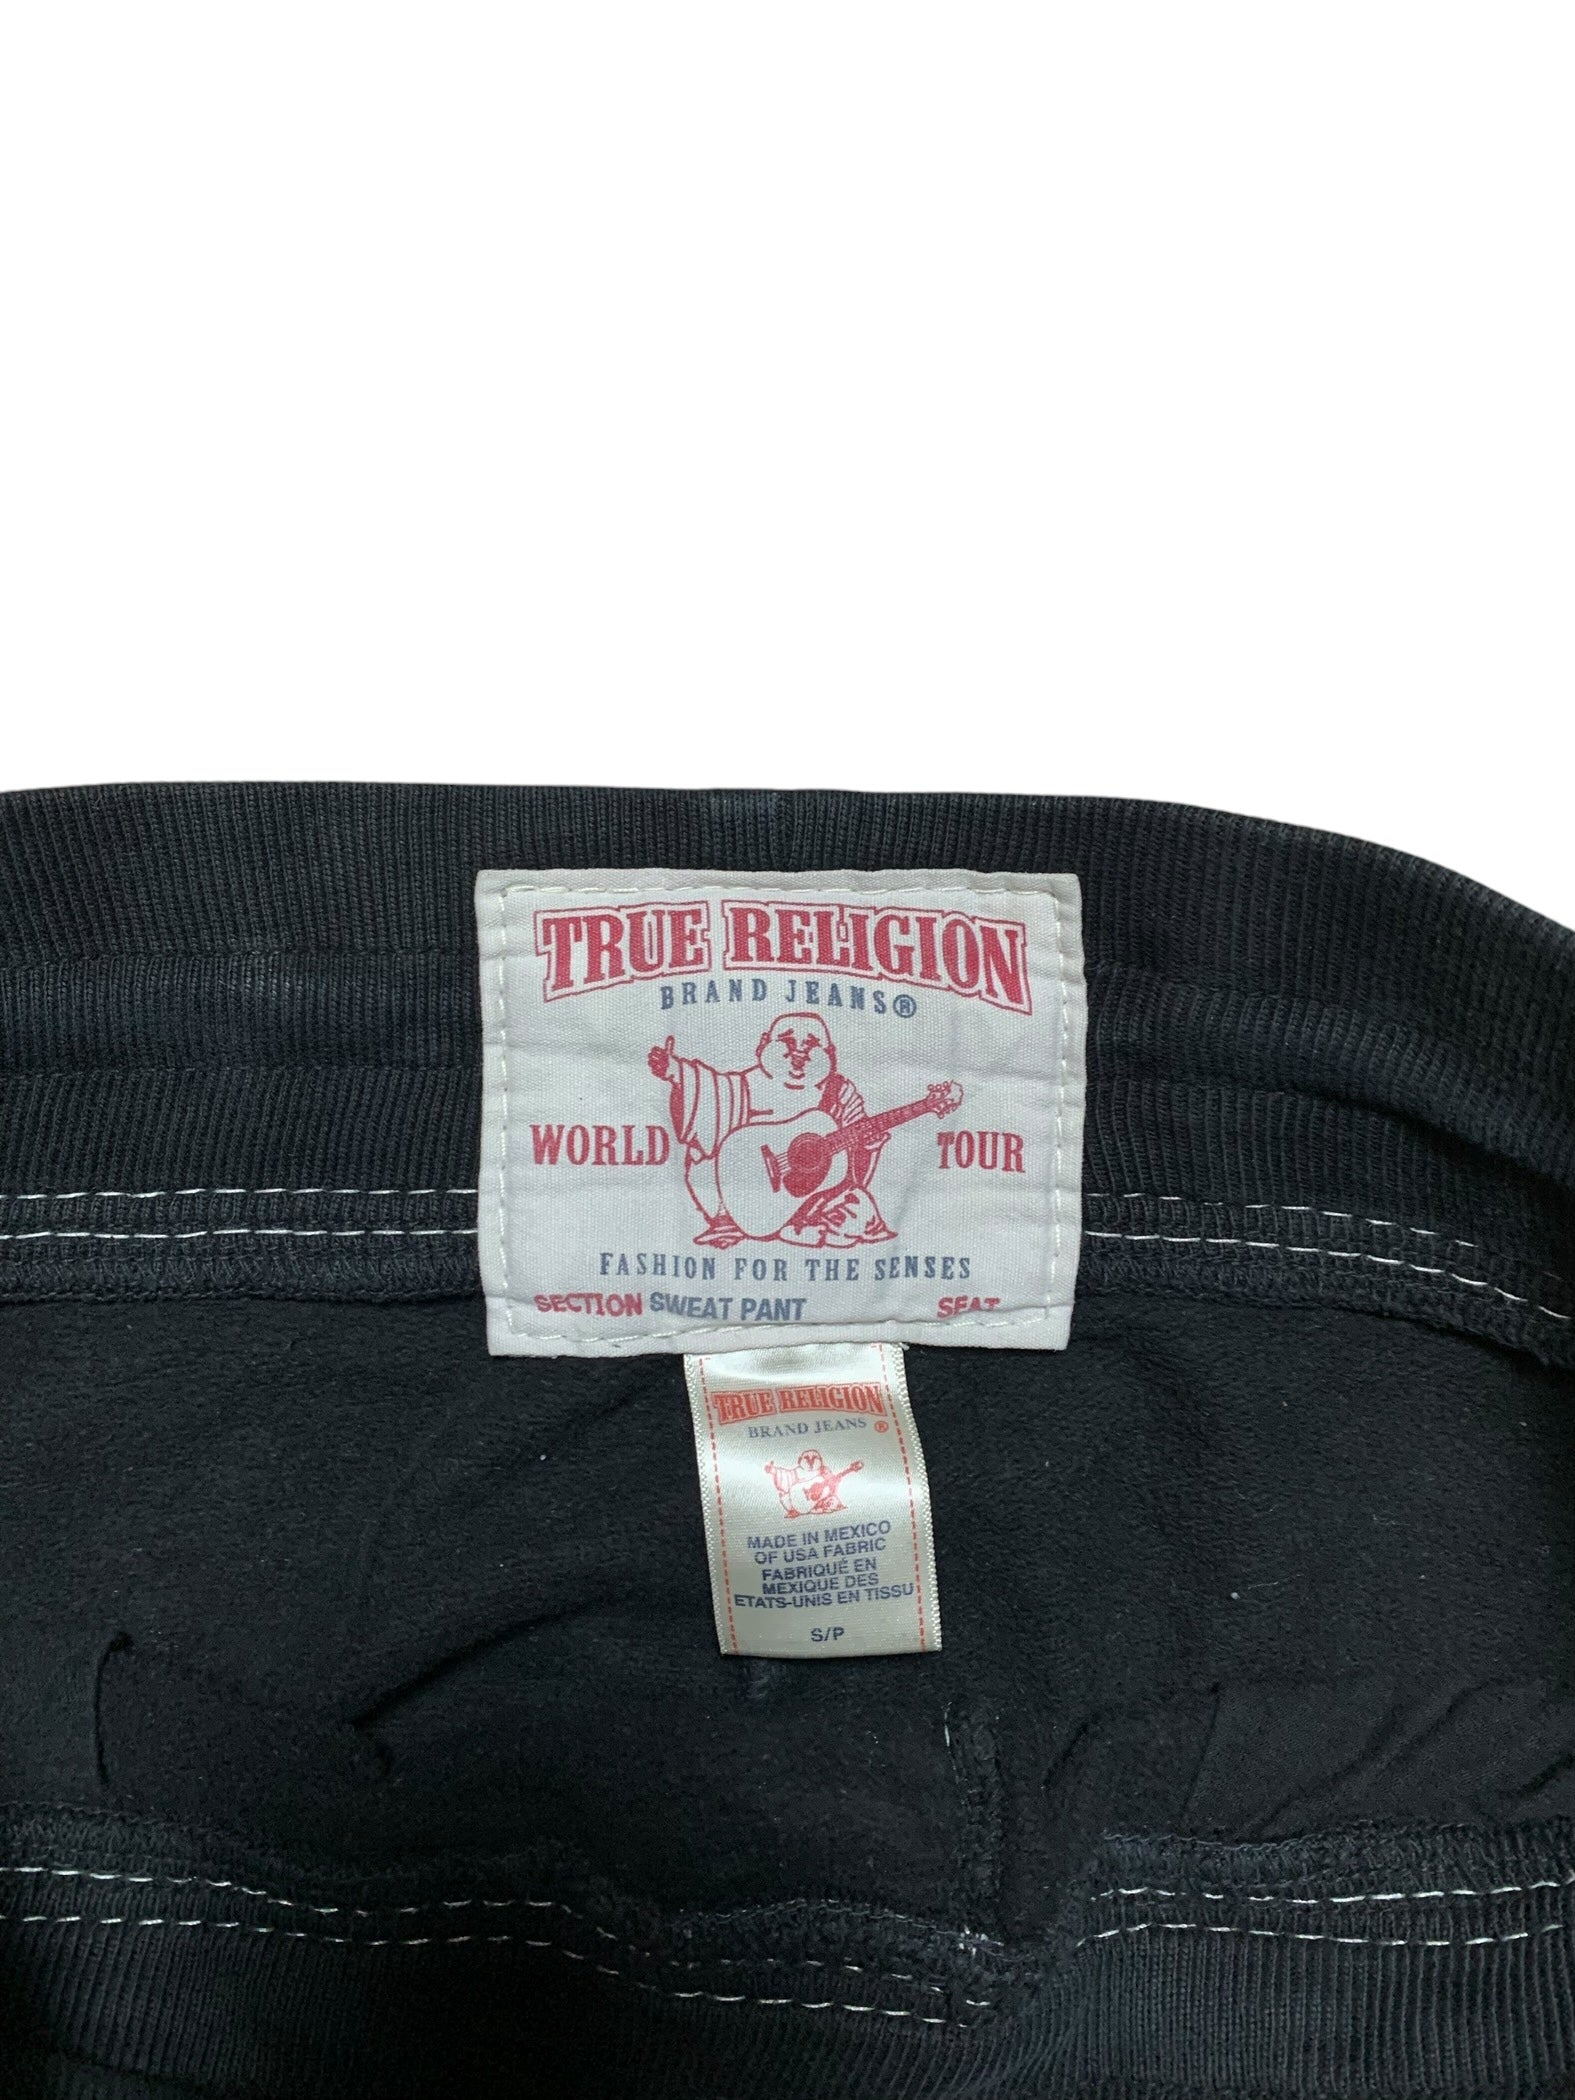 TRUE RELIGION
BRAND JEANS®
WORLD TOUR
FASHION FOR THE SENSES
SECTION SWEAT PANT SEAT
TRUE RELIGION
BRAND JEANS ®
MADE IN MEXICO
OF USA FABRIC
FABRIQUÉ EN
MEXIQUE DES
ETATS-UNIS EN TISSU
S/P